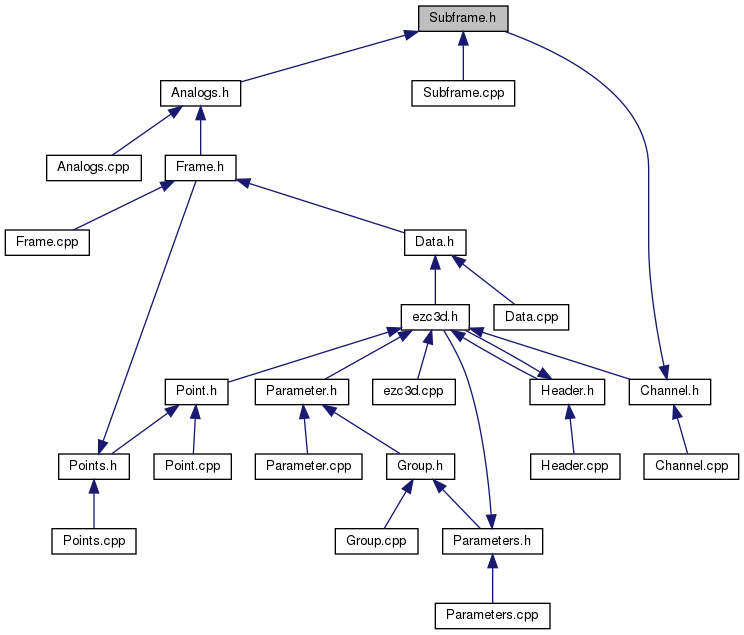 Subframe.h
Analogs.h
Subframe.cpp
Analogs.cpp
Frame.h
Frame.cpp
Data.h
ezc3d.h
Data.cpp
Point.h
Parameter.h
ezc3d.cpp
Header.h
Channel.h
Points.h
Point.cpp
Parameter.cpp
Group.h
Header.cpp
Channel.cpp
Points.cpp
Group.cpp
Parameters.h
Parameters.cpp